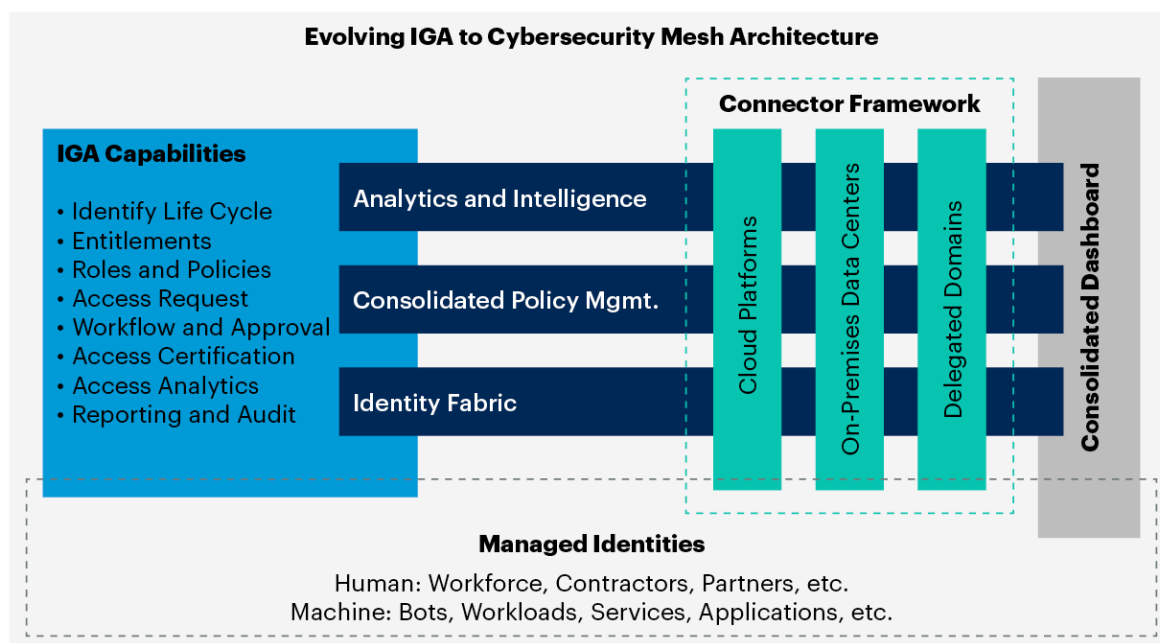 Evolving IGA to Cybersecurity Mesh Architecture
IGA Capabilities
• Identify Life Cycle
• Entitlements
• Roles and Policies
• Access Request
• Workflow and Approval
• Access Certification
• Access Analytics
• Reporting and Audit
Analytics and Intelligence
Consolidated Policy Mgmt.
Identity Fabric
Connector Framework
Cloud Platforms
On-Premises Data Centers
Delegated Domains
Consolidated Dashboard
Managed Identities
Human: Workforce, Contractors, Partners, etc.
Machine: Bots, Workloads, Services, Applications, etc.